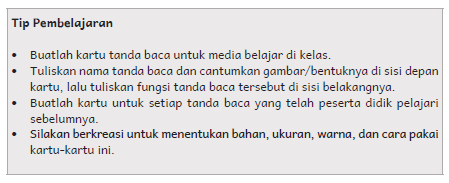 Tip Pembelajaran
• Buatlah kartu tanda baca untuk media belajar di kelas.
• Tuliskan nama tanda baca dan cantumkan gambar/bentuknya di sisi depan
kartu, lalu tuliskan fungsi tanda baca tersebut di sisi belakangnya.
• Buatlah kartu untuk setiap tanda baca yang telah peserta didik pelajari
sebelumnya.
• Silakan berkreasi untuk menentukan bahan, ukuran, warna, dan cara pakai
kartu-kartu ini.